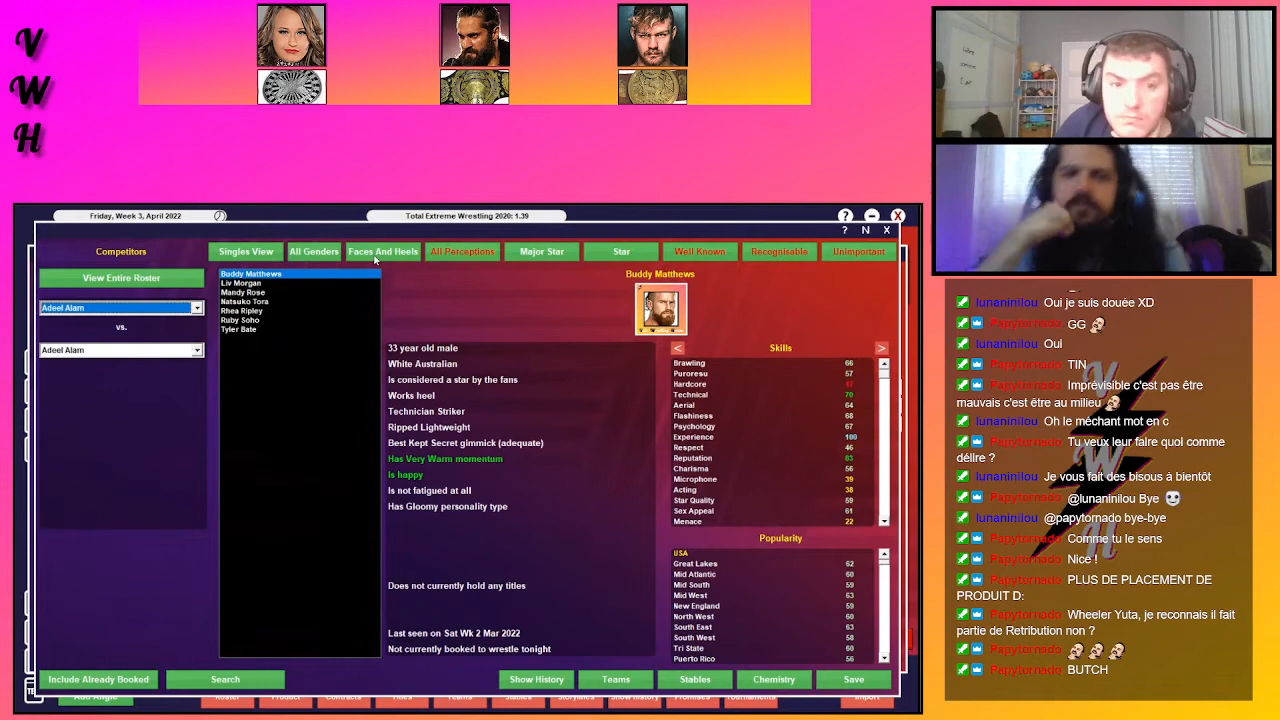 V
W
H
Friday, Week 3, April 2022
Total Extreme Wrestling 2020: 1.39
? X
? N X
Competitors
Singles View
All Genders
Faces And Heels
All Perceptions
Major Star
Star
Well Known
Recognisable
Unimportant
View Entire Roster
Adeel Alam
vs.
Adeel Alam
Buddy Matthews
Liv Morgan
Mandy Rose
Natsuko Tora
Rhea Ripley
Ruby Soho
Tyler Bate
Buddy Matthews
33 year old male
White Australian
Is considered a star by the fans
Works heel
Technician Striker
Ripped Lightweight
Best Kept Secret gimmick (adequate)
Has Very Warm momentum
Is happy
Is not fatigued at all
Has Gloomy personality type
Does not currently hold any titles
Last seen on Sat Wk 2 Mar 2022
Not currently booked to wrestle tonight
< Skills >
Brawling 66
Puroresu 57
Hardcore 17
Technical 70
Aerial 64
Flashiness 68
Psychology 67
Experience 100
Respect 46
Reputation 83
Charisma 56
Microphone 39
Acting 38
Star Quality 59
Sex Appeal 61
Menace 22
Popularity
USA
Great Lakes 62
Mid Atlantic 60
Mid South 59
Mid West 63
New England 59
North West 60
South East 63
South West 58
Tri State 60
Puerto Rico 56
Include Already Booked
Search
Show History
Teams
Stables
Chemistry
Save
Add Angle
lunaninilou Oui je suis douée XD
Papytornado GG
lunaninilou Oui
Papytornado TIN
Papytornado Imprévisible c'est pas être
mauvais c'est être au milieu
lunaninilou Oh le méchant mot en c
Papytornado Tu veux leur faire quoi comme
délire ?
lunaninilou Je vous fait des bisous à bientôt
Papytornado @lunaninilou Bye
lunaninilou @papytornado bye-bye
Papytornado Comme tu le sens
Papytornado Nice !
Papytornado PLUS DE PLACEMENT DE
PRODUIT D:
Papytornado Wheeler Yuta, je reconnais il fait
partie de Retribution non ?
Papytornado
Papytornado BUTCH
V
W
H